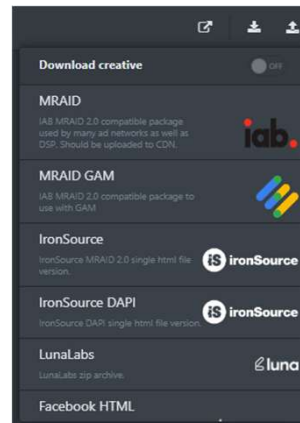 Download creative
OFF
MRAID
IAB MRAID 2.0 compatible package
used by many ad networks as well as
DSP. Should be uploaded to CDN.
iab.
MRAID GAM
IAB MRAID 2.0 compatible package to
use with GAM
IronSource
IronSource MRAID 2.0 single html file
version.
iS ironSource
IronSource DAPI
IronSource DAPI single html file version.
iS ironSource
LunaLabs
LunaLabs zip archive.
luna
Facebook HTML